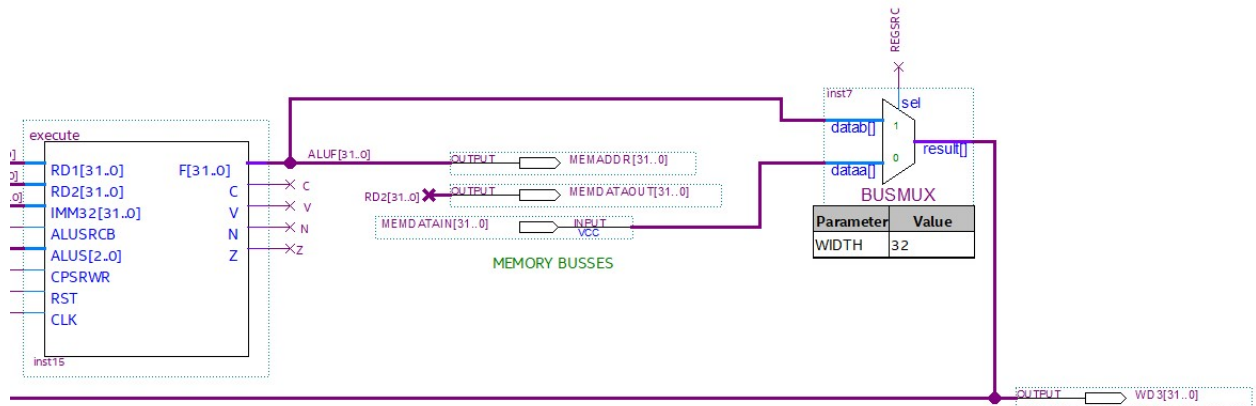 REGSRC
inst7
sel
datab[]
1
dataa[]
0
result[]
BUSMUX
Parameter Value
WIDTH 32
execute
RD1[31..0] F[31..0]
RD2[31..0] C
IMM32[31..0] V
ALUSRCB N
ALUS[2..0] Z
CPSRWR
RST
CLK
inst15
C
V
N
Z
ALUF[31..0]
OUTPUT MEMADDR[31..0]
RD2[31..0] OUTPUT MEMDATAOUT[31..0]
MEMDATAIN[31..0] INPUT
VCC
MEMORY BUSSES
OUTPUT WD3[31..0]